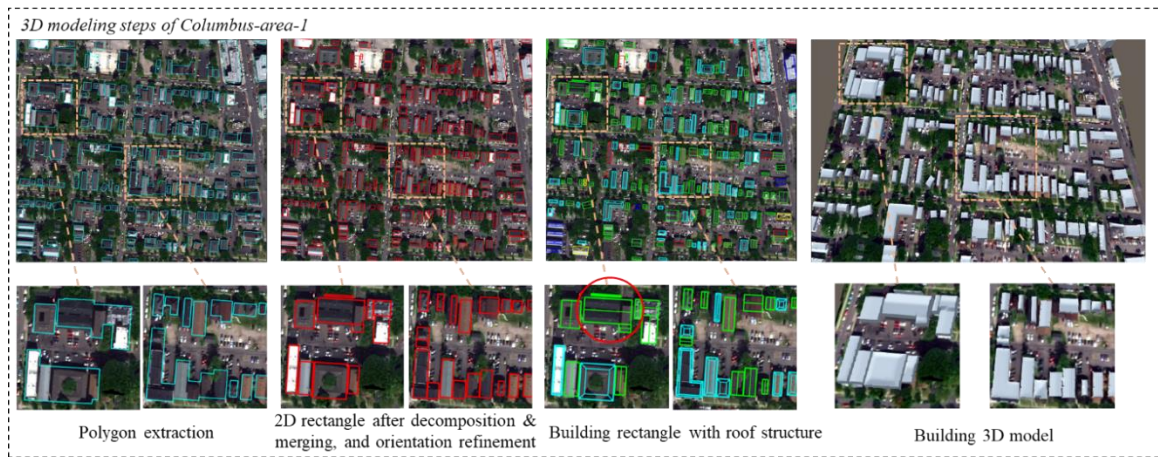 3D modeling steps of Columbus-area-1
Polygon extraction
2D rectangle after decomposition &
merging, and orientation refinement
Building rectangle with roof structure
Building 3D model